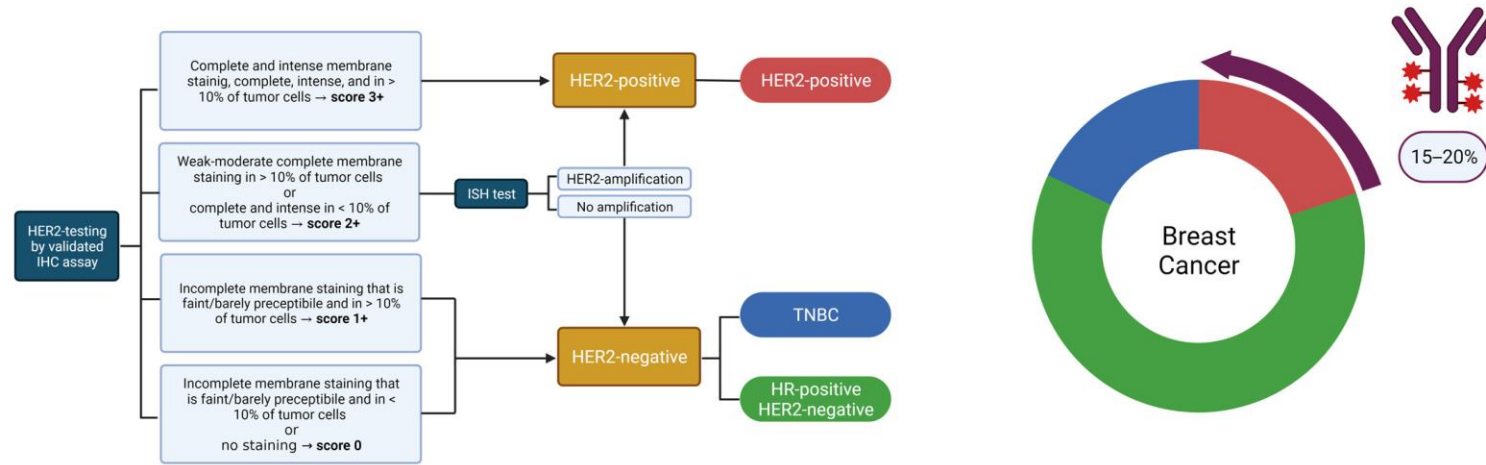 HER2-testing
by validated
IHC assay
Complete and intense membrane
stainig, complete, intense, and in >
10% of tumor cells → score 3+
Weak-moderate complete membrane
staining in > 10% of tumor cells
or
complete and intense in < 10% of
tumor cells → score 2+
Incomplete membrane staining that is
faint/barely preceptibile and in > 10%
of tumor cells → score 1+
Incomplete membrane staining that
is faint/barely preceptibile and in <
10% of tumor cells
or
no staining → score 0
ISH test
HER2-amplification
No amplification
HER2-positive
HER2-positive
HER2-negative
TNBC
HR-positive
HER2-negative
Breast
Cancer
15–20%